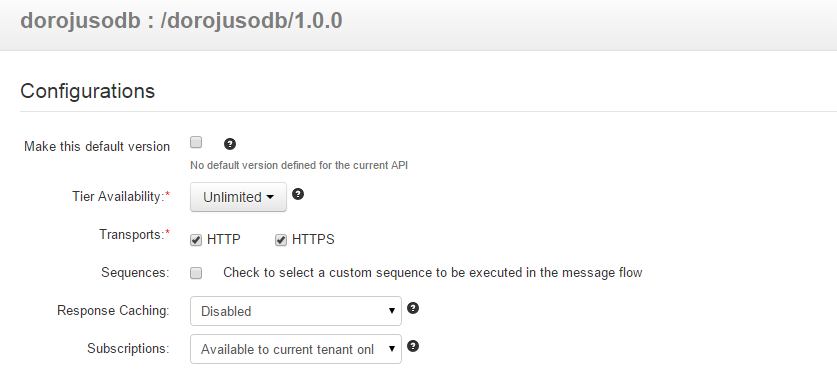 dorojusodb : /dorojusodb/1.0.0
Configurations
Make this default version
No default version defined for the current API
Tier Availability:* Unlimited
Transports:* HTTP HTTPS
Sequences: Check to select a custom sequence to be executed in the message flow
Response Caching: Disabled
Subscriptions: Available to current tenant onl